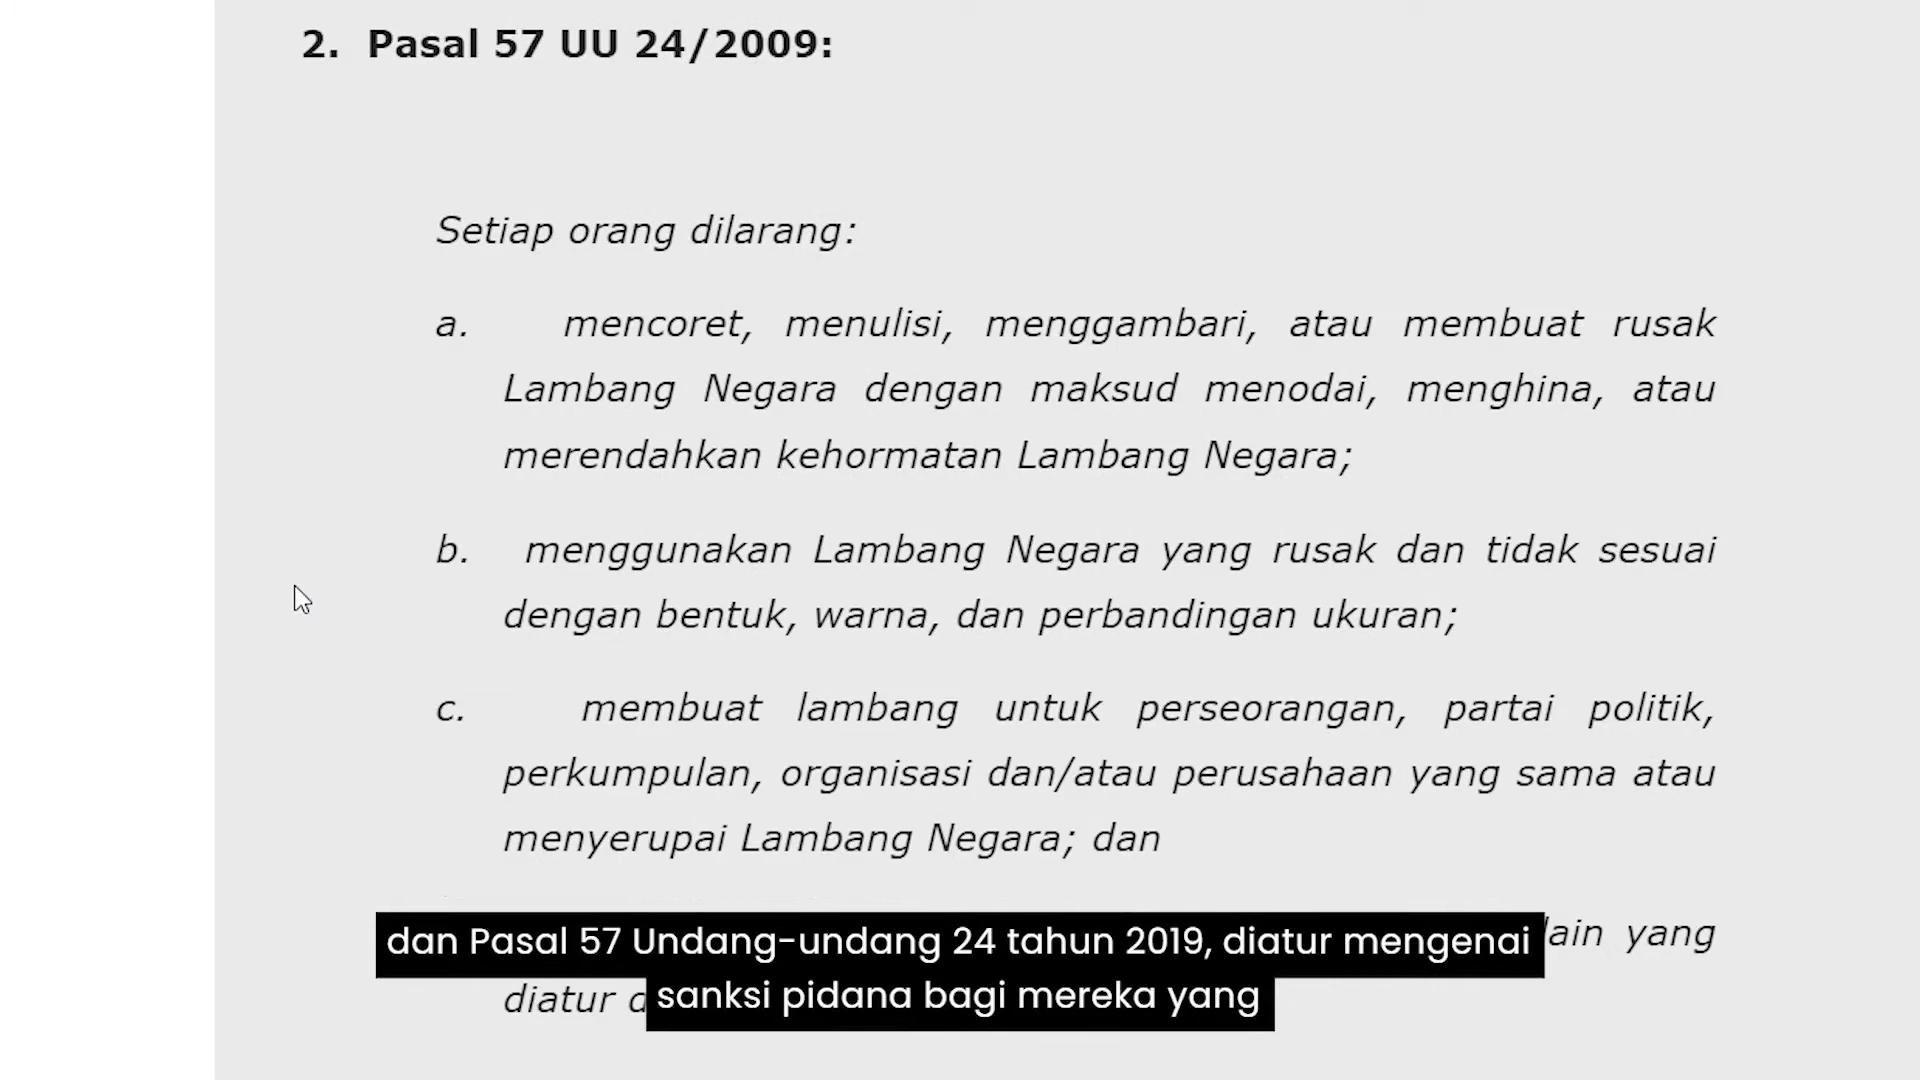 2. Pasal 57 UU 24/2009:
Setiap orang dilarang:
a. mencoret, menulisi, menggambari, atau membuat rusak
Lambang Negara dengan maksud menodai, menghina, atau
merendahkan kehormatan Lambang Negara;
b. menggunakan Lambang Negara yang rusak dan tidak sesuai
dengan bentuk, warna, dan perbandingan ukuran;
c. membuat lambang untuk perseorangan, partai politik,
perkumpulan, organisasi dan/atau perusahaan yang sama atau
menyerupai Lambang Negara; dan
lain yang
diatur
dan Pasal 57 Undang-undang 24 tahun 2019, diatur mengenai
sanksi pidana bagi mereka yang